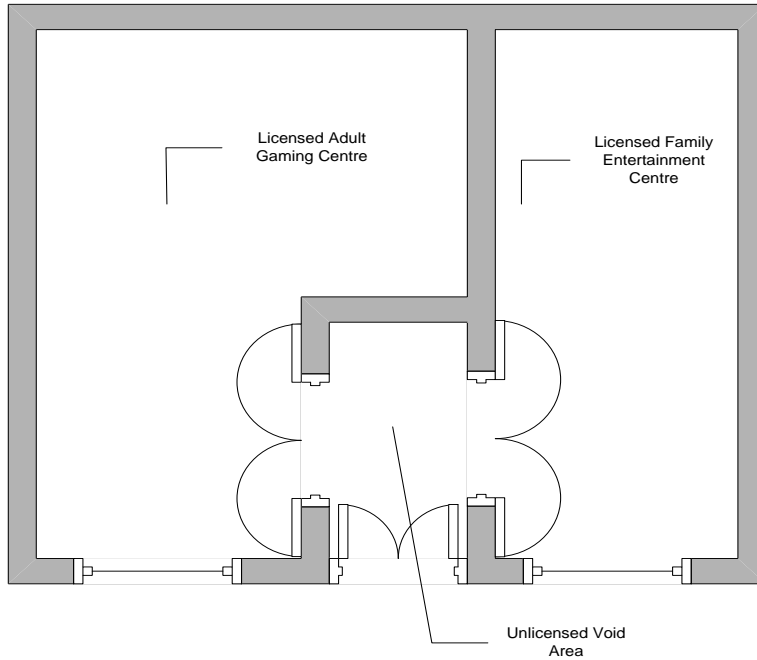 Licensed Adult
Gaming Centre
Licensed Family
Entertainment
Centre
Unlicensed Void
Area